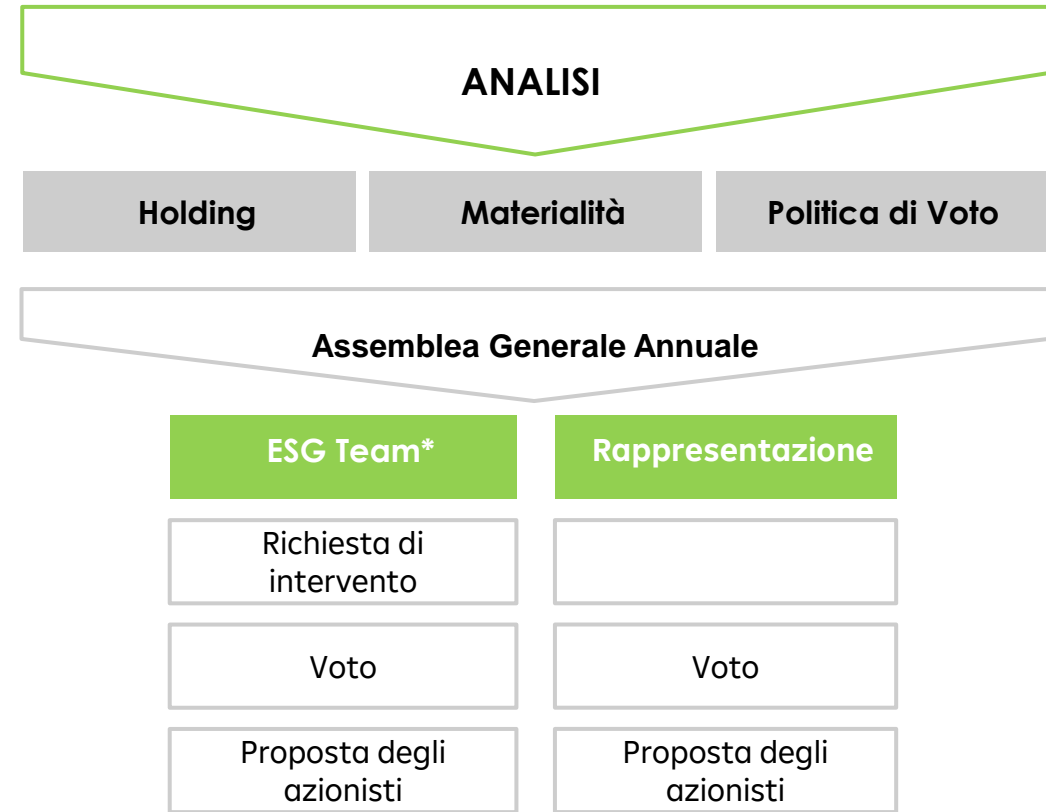 ANALISI
Holding
Materialità
Politica di Voto
Assemblea Generale Annuale
ESG Team*
Rappresentazione
Richiesta di
intervento
Voto
Voto
Proposta degli
azionisti
Proposta degli
azionisti